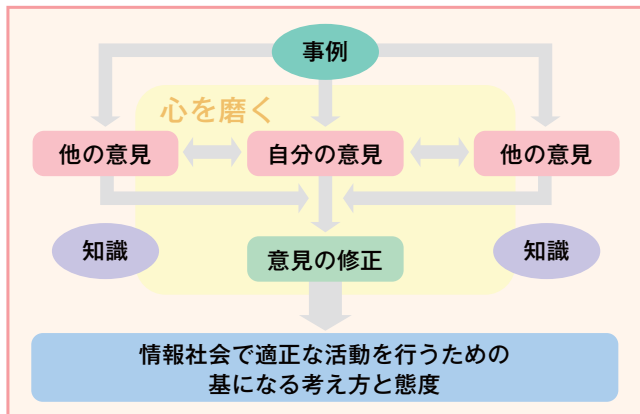 事例
心を磨く
他の意見
自分の意見
他の意見
知識
意見の修正
知識
情報社会で適正な活動を行うための
基になる考え方と態度